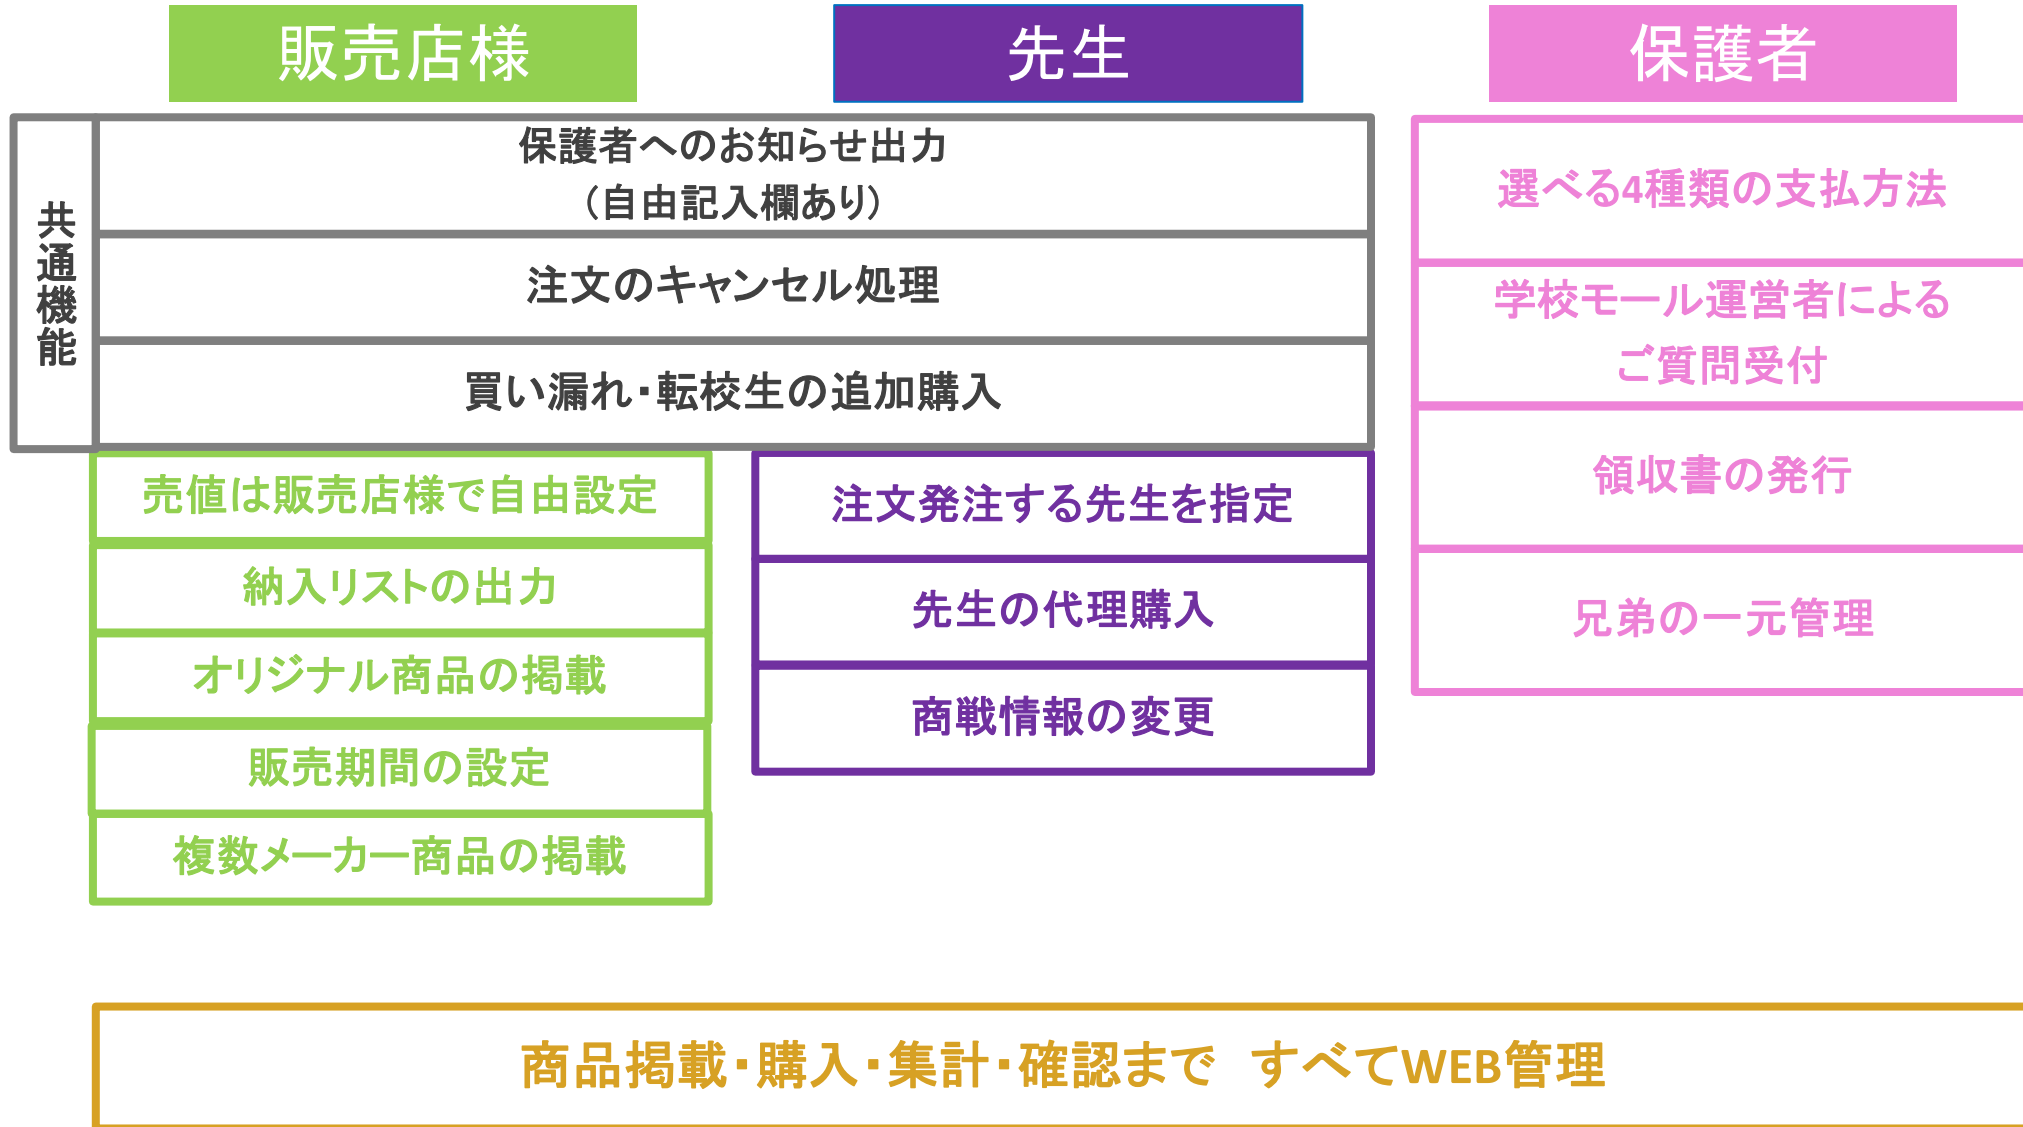 販売店様
先生
保護者
共通機能
保護者へのお知らせ出力
（自由記入欄あり）
注文のキャンセル処理
買い漏れ・転校生の追加購入
売値は販売店様で自由設定
納入リストの出力
オリジナル商品の掲載
販売期間の設定
複数メーカー商品の掲載
注文発注する先生を指定
先生の代理購入
商戦情報の変更
選べる4種類の支払方法
学校モール運営者による
ご質問受付
領収書の発行
兄弟の一元管理
商品掲載・購入・集計・確認まで　すべてWEB管理